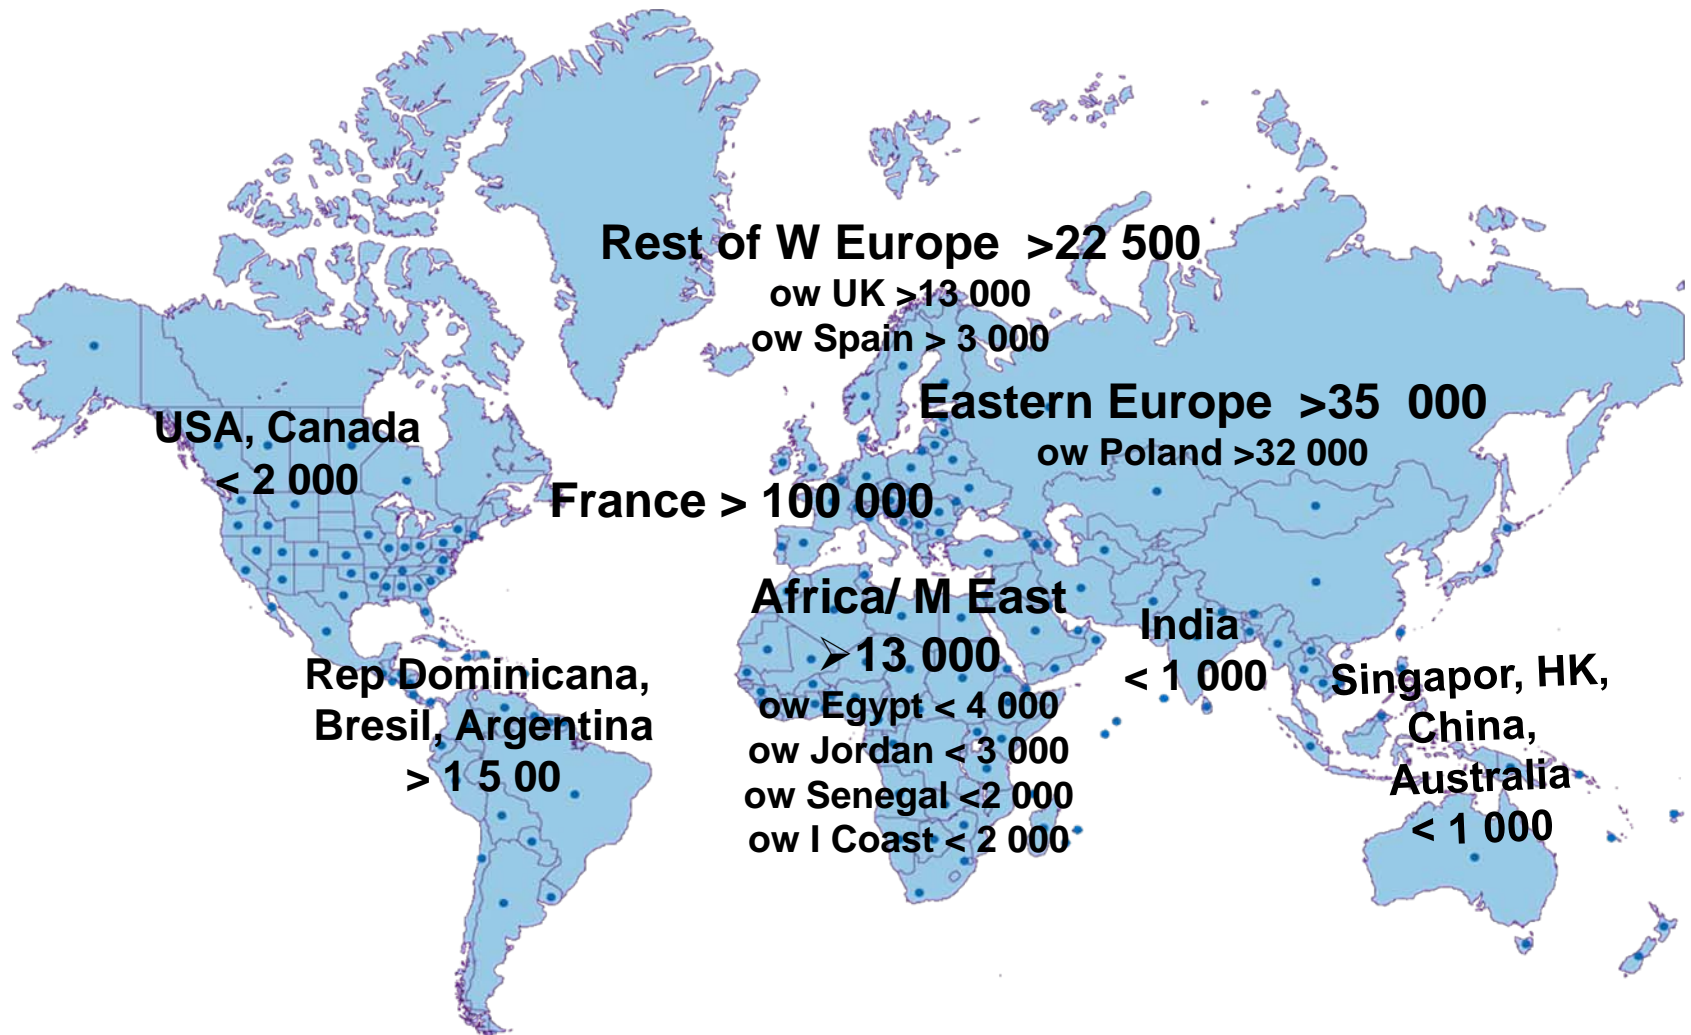 Rest of W Europe >22 500
ow UK >13 000
ow Spain > 3 000
Eastern Europe >35 000
ow Poland >32 000
USA, Canada
< 2 000
France > 100 000
Africa/ M East
➢13 000
ow Egypt < 4 000
ow Jordan < 3 000
ow Senegal <2 000
ow I Coast < 2 000
India
< 1 000
Rep Dominicana,
Bresil, Argentina
> 1 5 00
Singapor, HK,
China,
Australia
< 1 000